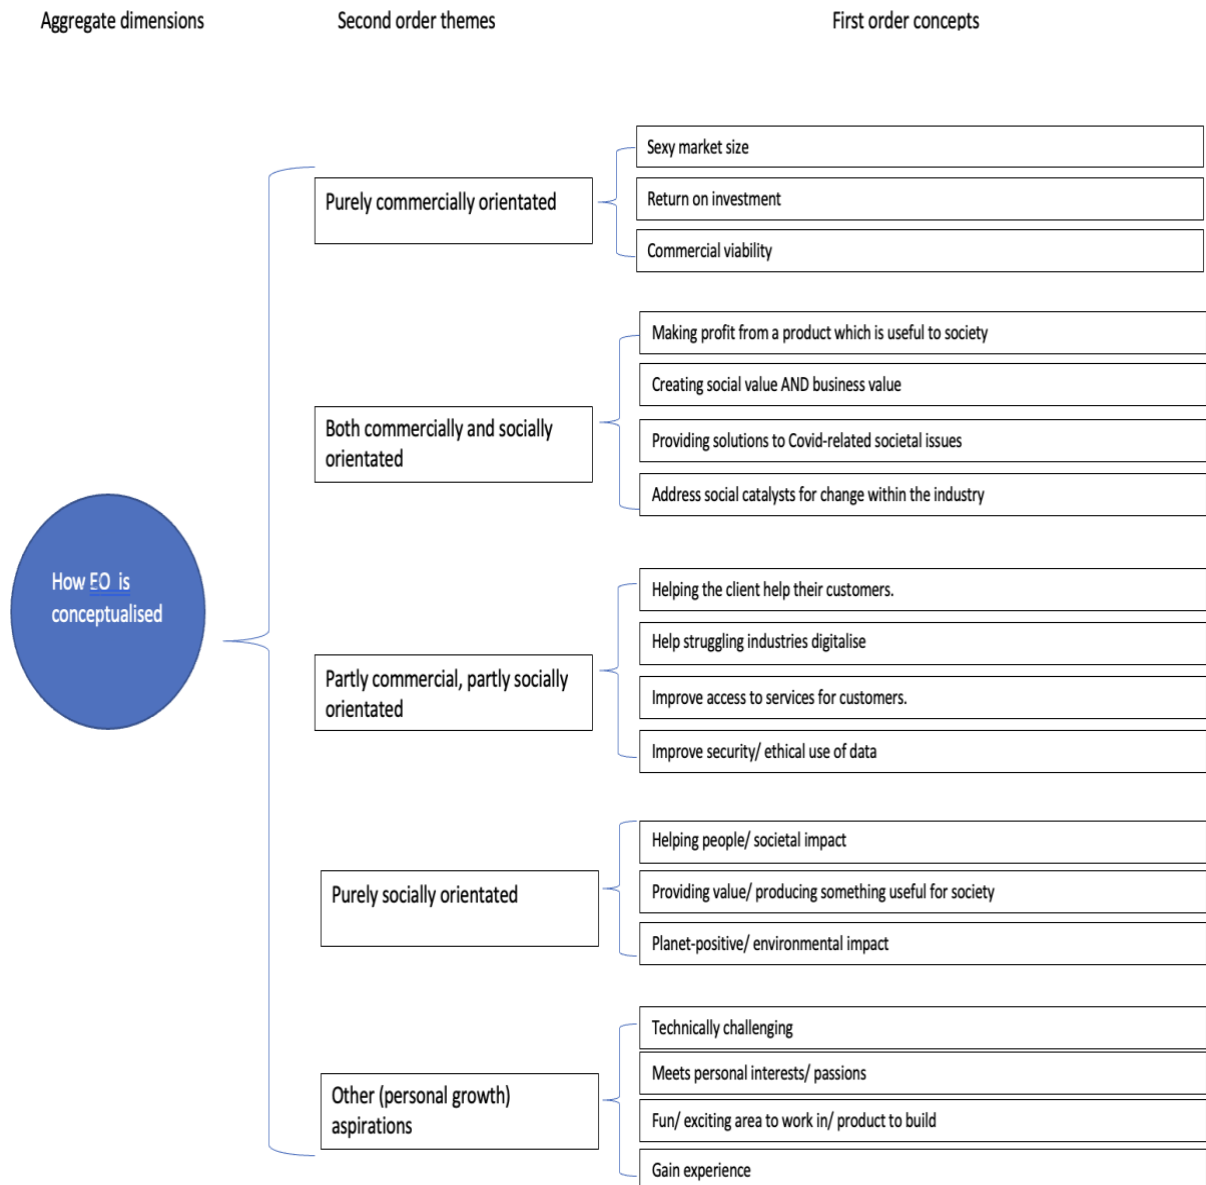 Aggregate dimensions
Second order themes
First order concepts
Sexy market size
Purely commercially orientated
Return on investment
Commercial viability
Making profit from a product which is useful to society
Creating social value AND business value
Both commercially and socially
orientated
Providing solutions to Covid-related societal issues
Address social catalysts for change within the industry
How EO is
conceptualised
Helping the client help their customers.
Help struggling industries digitalise
Partly commercial, partly socially
orientated
Improve access to services for customers.
Improve security/ ethical use of data
Helping people/ societal impact
Purely socially orientated
Providing value/ producing something useful for society
Planet-positive/ environmental impact
Technically challenging
Meets personal interests/ passions
Other (personal growth)
aspirations
Fun/ exciting area to work in/ product to build
Gain experience